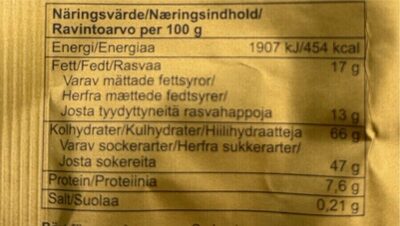 Näringsvärde/Næringsindhold/
Ravintoarvo per 100 g
Energi/Energiaa 1907 kJ/454 kcal
Fett/Fedt/Rasvaa 17 g
Varav mättade fettsyror/
Herfra mættede fedtsyrer/
Josta tyydyttyneitä rasvahappoja 13 g
Kolhydrater/Kulhydrater/Hiilihydraatteja 66 g
Varav sockerarter/Herfra sukkerarter/
Josta sokereita 47 g
Protein/Proteiinia 7,6 g
Salt/Suolaa 0,21 g